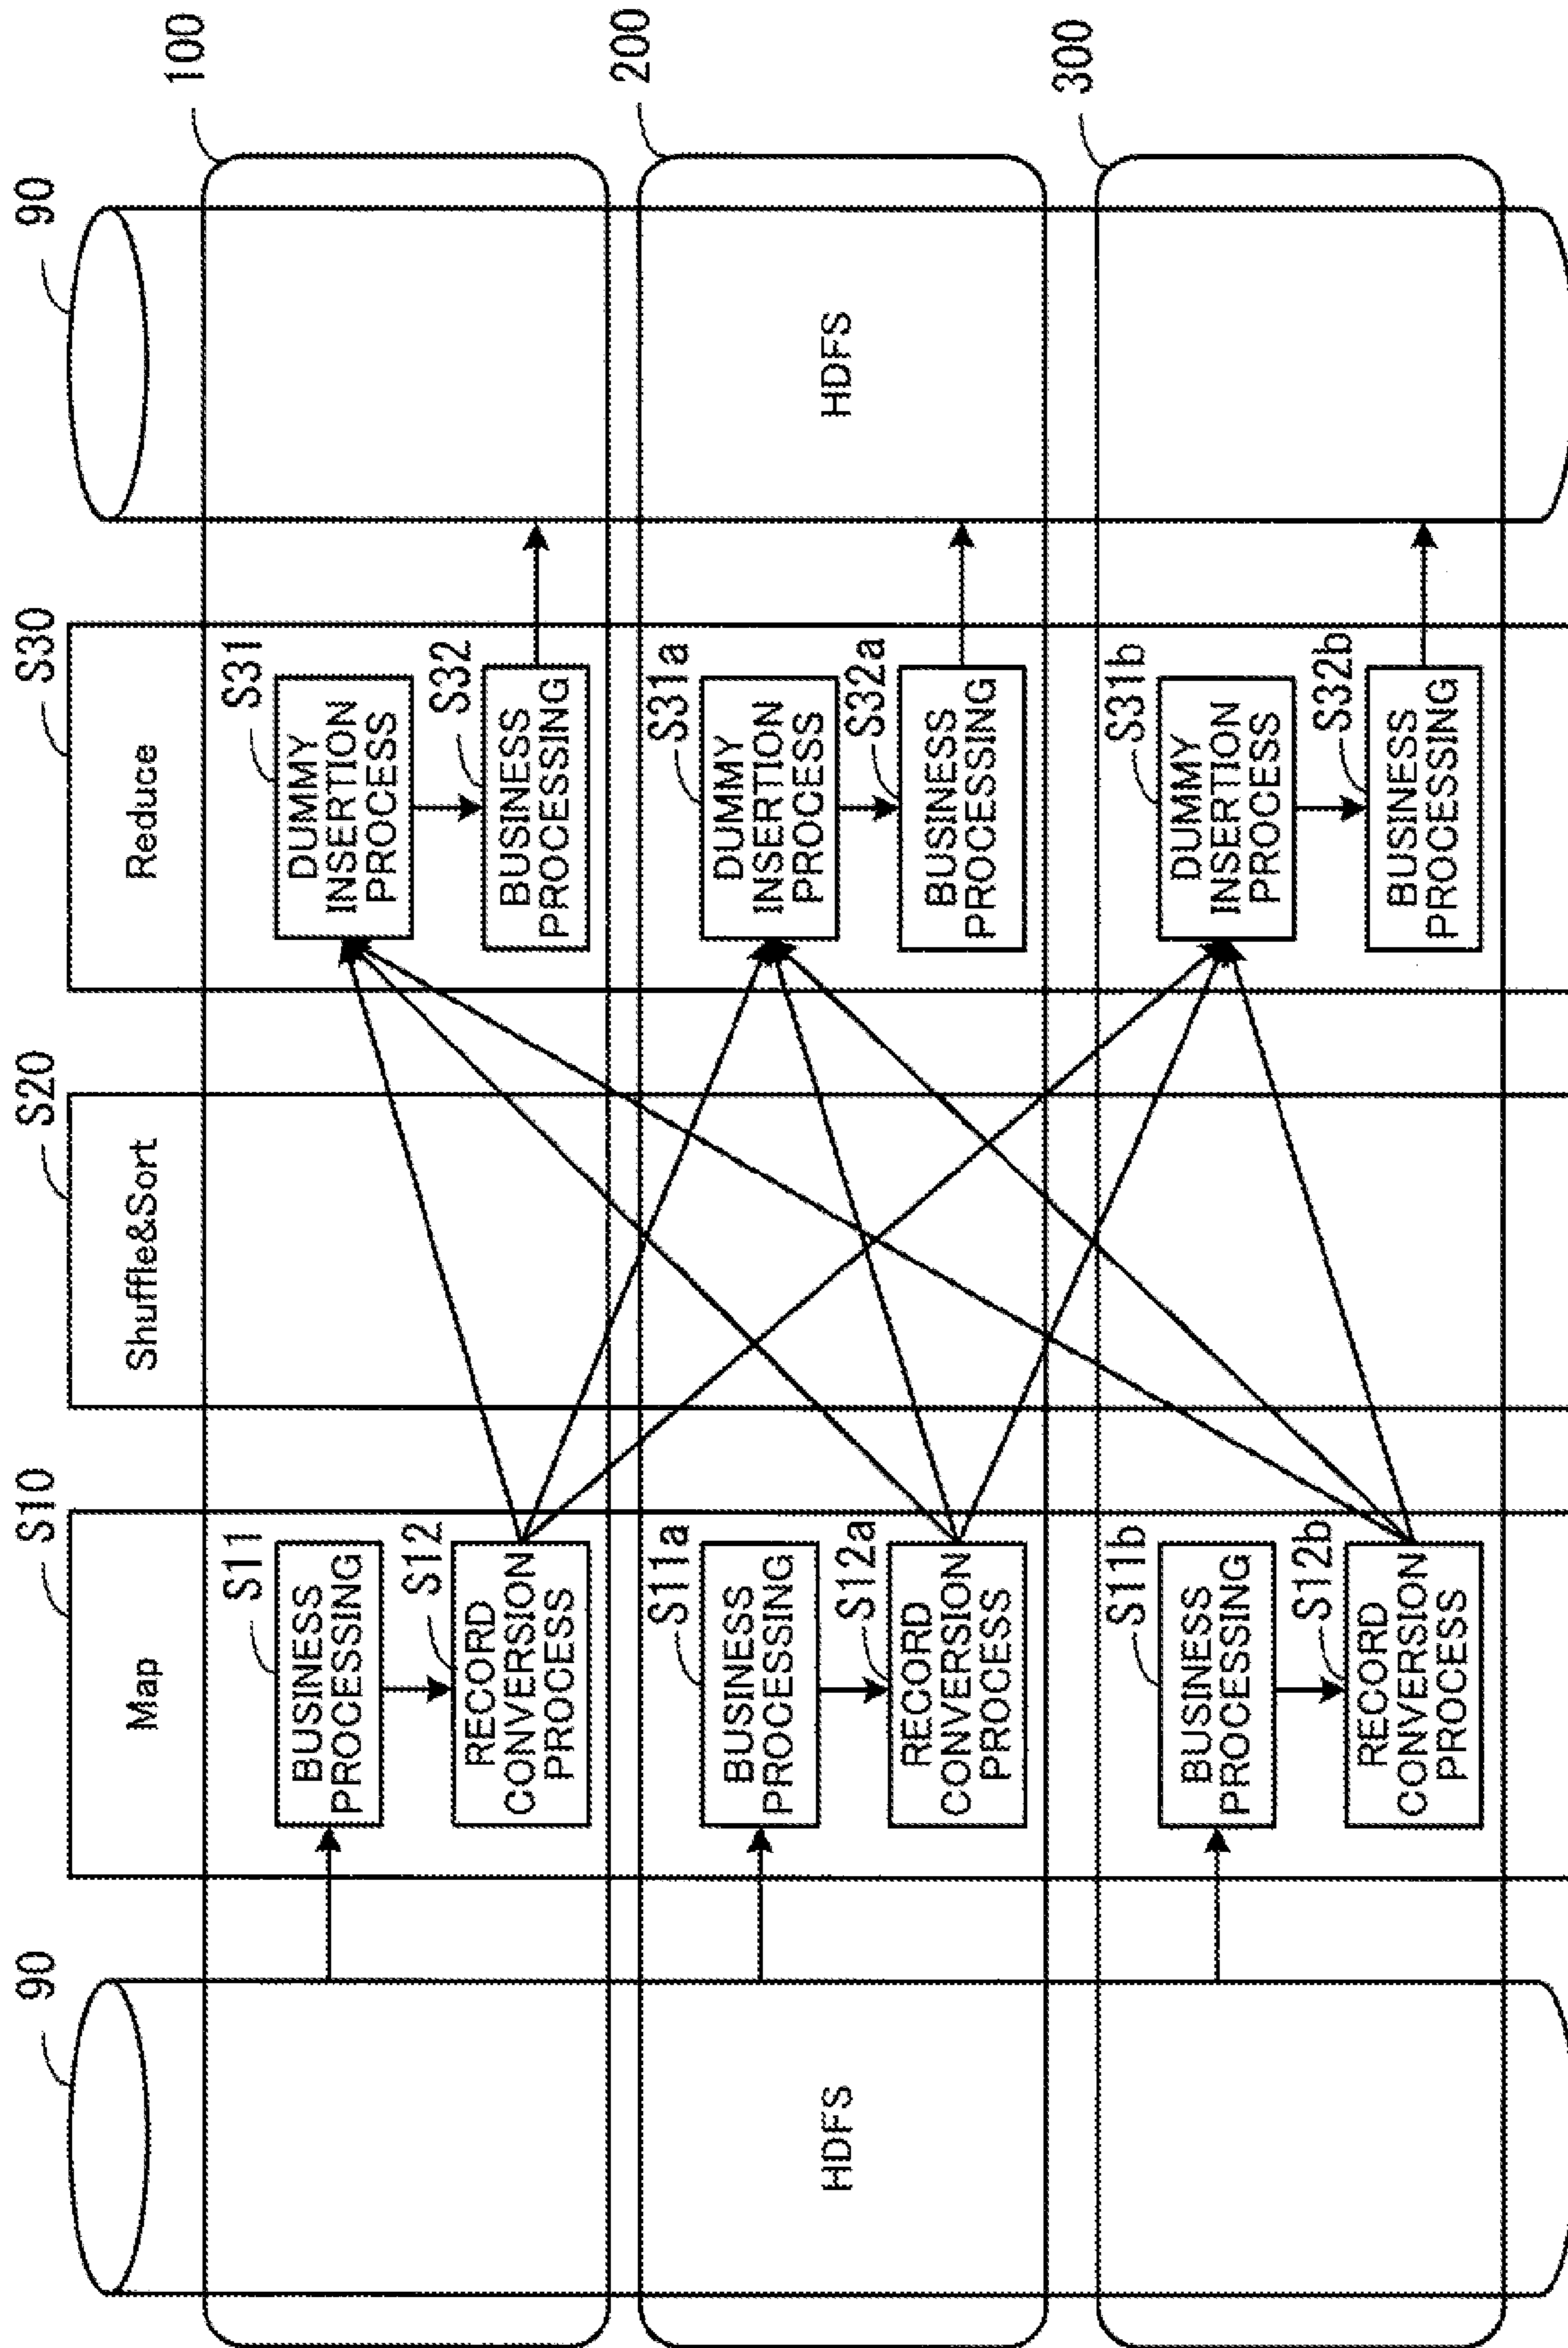 90
S10
S20
S30
90
Map
Shuffle&Sort
Reduce
100
S11
BUSINESS
PROCESSING
S12
RECORD
CONVERSION
PROCESS
S31
DUMMY
INSERTION
PROCESS
S32
BUSINESS
PROCESSING
200
HDFS
S11a
BUSINESS
PROCESSING
S12a
RECORD
CONVERSION
PROCESS
S31a
DUMMY
INSERTION
PROCESS
S32a
BUSINESS
PROCESSING
HDFS
300
S11b
BUSINESS
PROCESSING
S12b
RECORD
CONVERSION
PROCESS
S31b
DUMMY
INSERTION
PROCESS
S32b
BUSINESS
PROCESSING